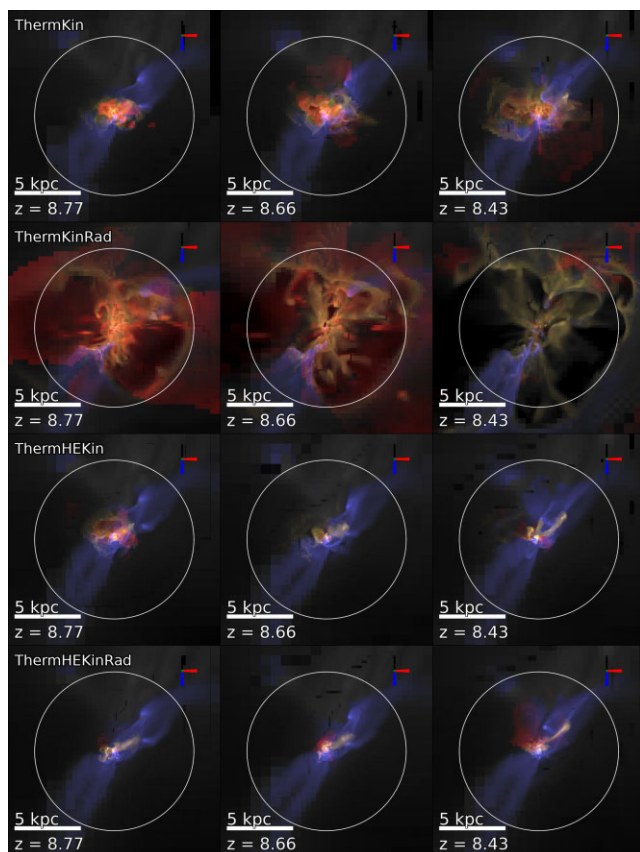 ThermKin
5 kpc
z = 8.77
5 kpc
z = 8.66
5 kpc
z = 8.43
ThermKinRad
5 kpc
z = 8.77
5 kpc
z = 8.66
5 kpc
z = 8.43
ThermHEKin
5 kpc
z = 8.77
5 kpc
z = 8.66
5 kpc
z = 8.43
ThermHEKinRad
5 kpc
z = 8.77
5 kpc
z = 8.66
5 kpc
z = 8.43